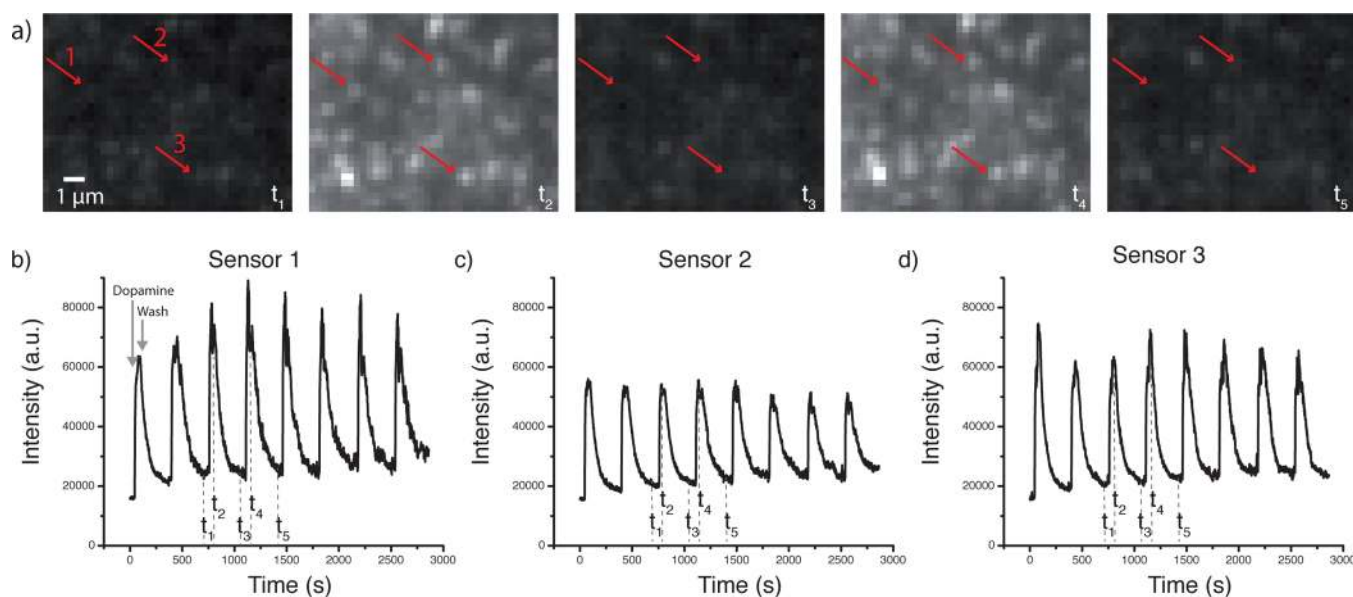 a)
1
2
3
1 μm
t1
t2
t3
t4
t5
b)
Sensor 1
Dopamine
Wash
Intensity (a.u.)
80000
60000
40000
20000
0
t1
t2
t3
t4
t5
0 500 1000 1500 2000 2500 3000
Time (s)
c)
Sensor 2
Intensity (a.u.)
80000
60000
40000
20000
0
t1
t2
t3
t4
t5
0 500 1000 1500 2000 2500 3000
Time (s)
d)
Sensor 3
Intensity (a.u.)
80000
60000
40000
20000
0
t1
t2
t3
t4
t5
0 500 1000 1500 2000 2500 3000
Time (s)